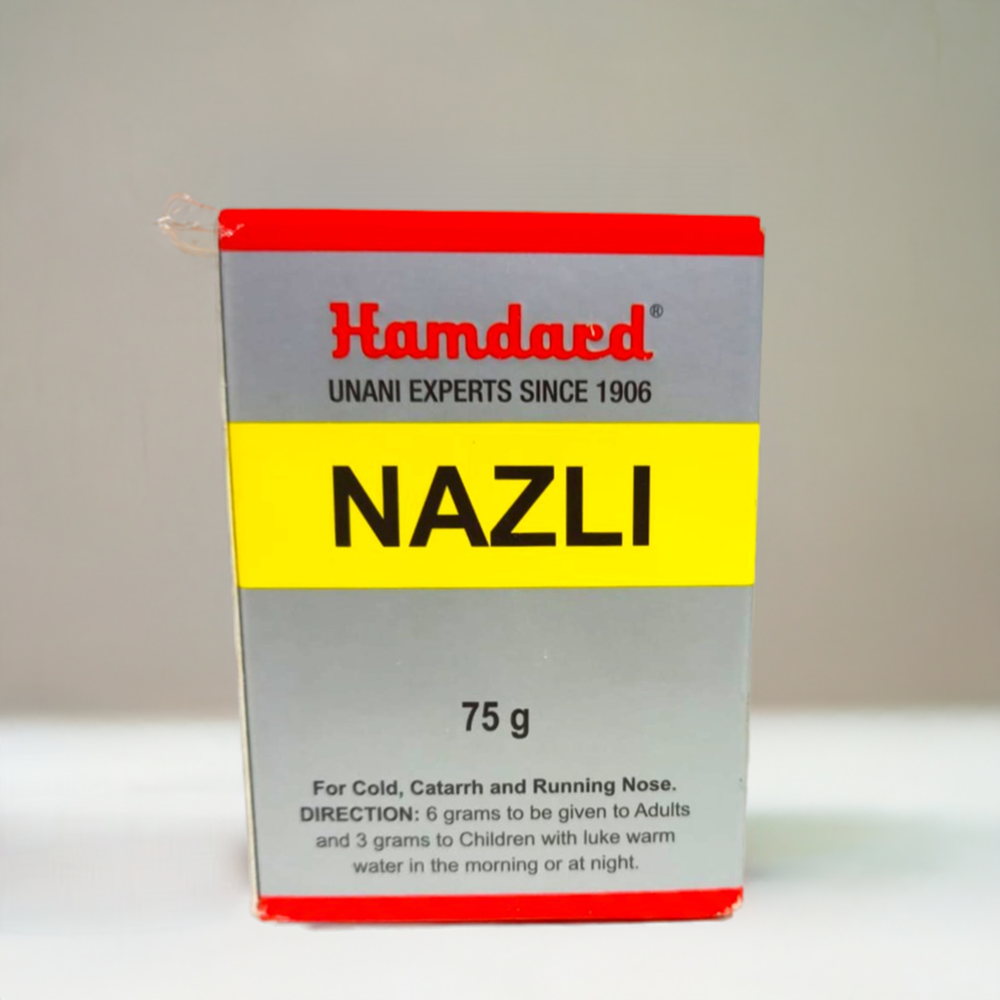 Hamdard®
UNANI EXPERTS SINCE 1906
NAZLI
75 g
For Cold, Catarrh and Running Nose.
DIRECTION: 6 grams to be given to Adults
and 3 grams to Children with luke warm
water in the morning or at night.